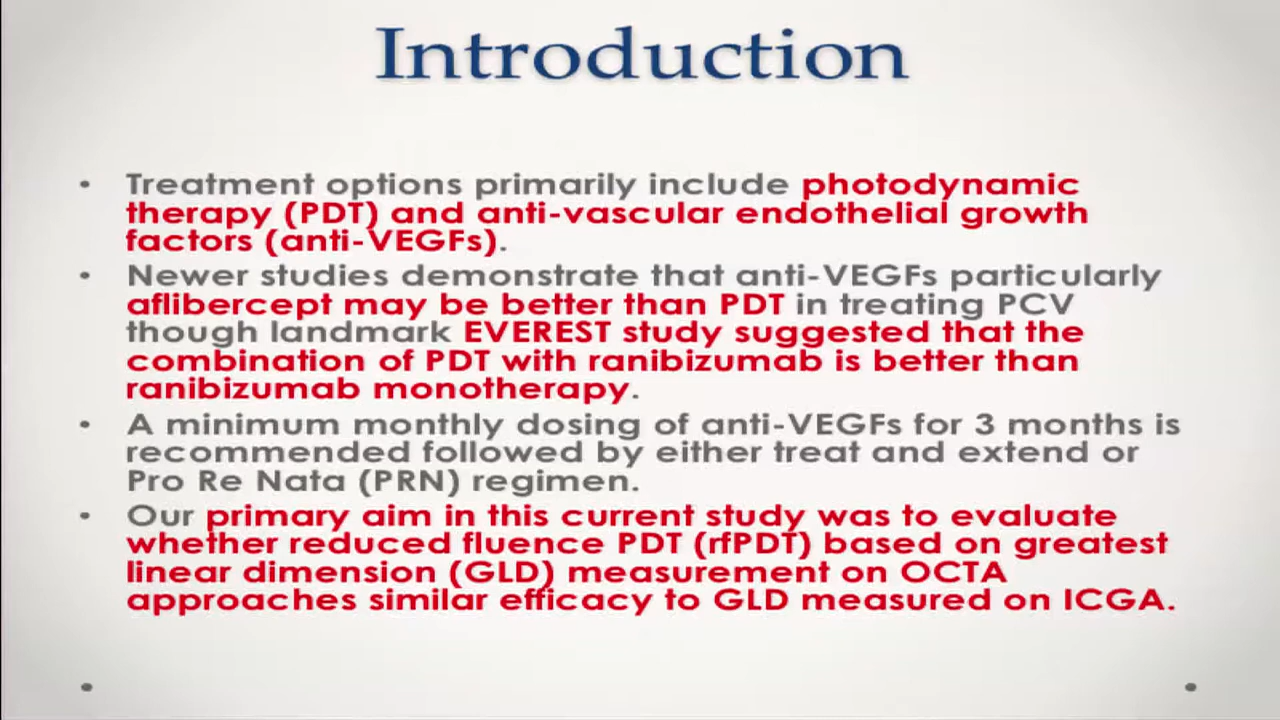 Introduction
• Treatment options primarily include photodynamic
therapy (PDT) and anti-vascular endothelial growth
factors (anti-VEGFs).
• Newer studies demonstrate that anti-VEGFs particularly
aflibercept may be better than PDT in treating PCV
though landmark EVEREST study suggested that the
combination of PDT with ranibizumab is better than
ranibizumab monotherapy.
• A minimum monthly dosing of anti-VEGFs for 3 months is
recommended followed by either treat and extend or
Pro Re Nata (PRN) regimen.
• Our primary aim in this current study was to evaluate
whether reduced fluence PDT (rfPDT) based on greatest
linear dimension (GLD) measurement on OCTA
approaches similar efficacy to GLD measured on ICGA.